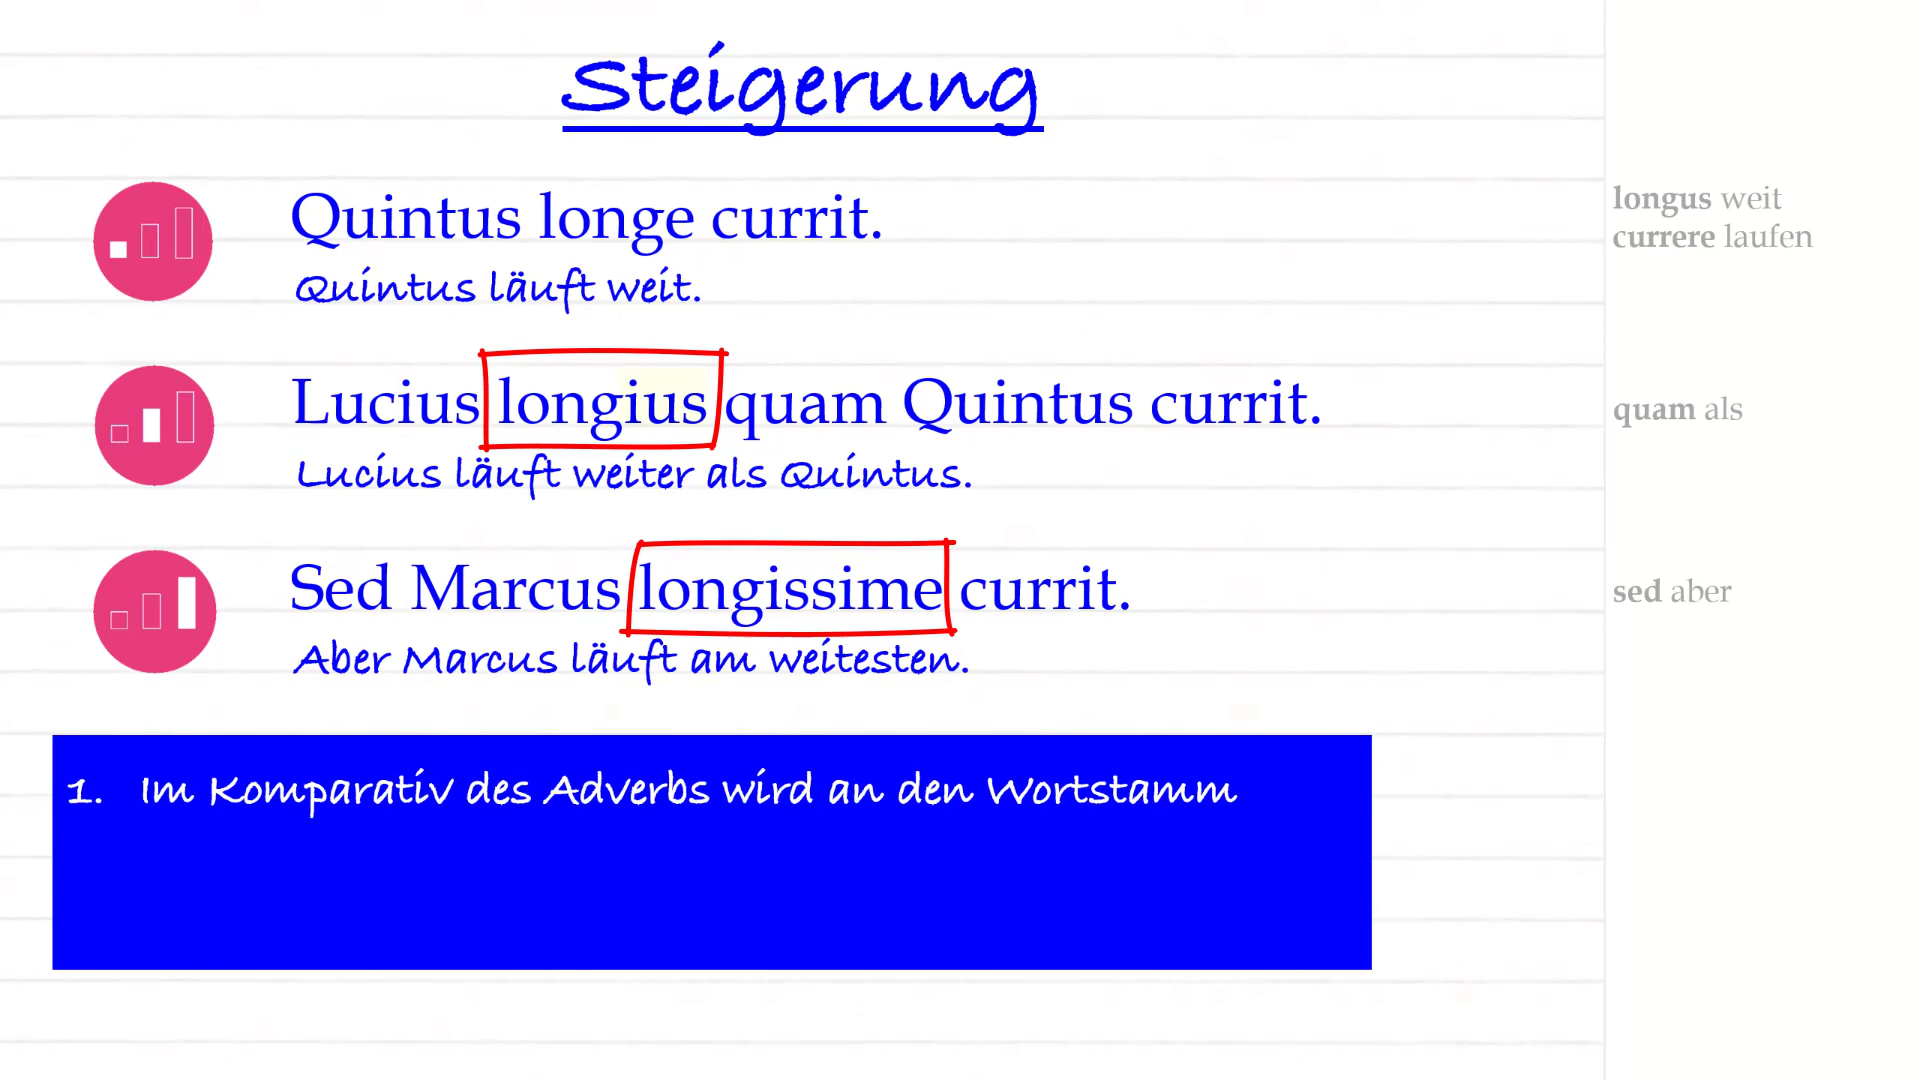 Steigerung
Quintus longe currit.
Quintus läuft weit.
longus weit
currere laufen
Lucius longius quam Quintus currit.
Lucius läuft weiter als Quintus.
quam als
Sed Marcus longissime currit.
Aber Marcus läuft am weitesten.
sed aber
1. Im Komparativ des Adverbs wird an den Wortstamm